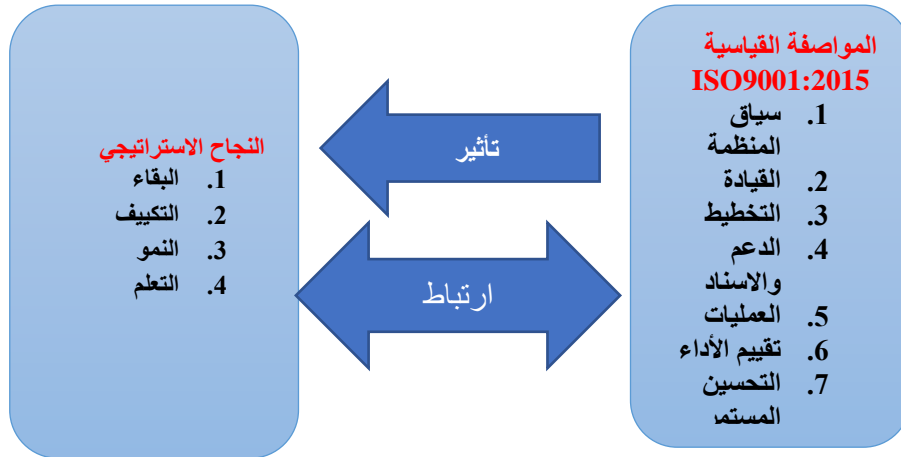 المواصفة القياسية
ISO9001:2015
1. سياق
المنظمة
2. القيادة
3. التخطيط
4. الدعم
والاسناد
5. العمليات
6. تقييم الأداء
7. التحسين
المستمر
تأثير
ارتباط
النجاح الاستراتيجي
1. البقاء
2. التكييف
3. النمو
4. التعلم